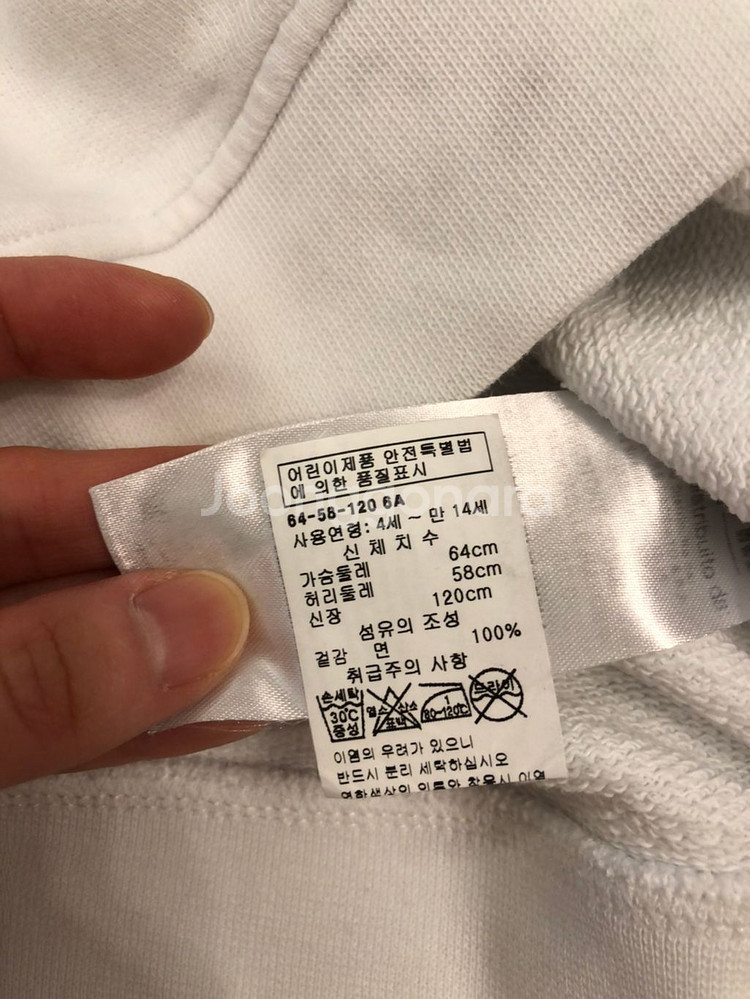 어린이제품 안전특별법
에 의한 품질표시
64-58-120 6A
사용연령: 4세 ~ 만 14세
신체치수
가슴둘레 64cm
허리둘레 58cm
신장 120cm
섬유의 조성
겉감 면 100%
취급주의 사항
손세탁 30℃ 중성
염소 산소 표백
80~120℃
드라이
이염의 우려가 있으니
반드시 분리 세탁하십시오
Joonggonara